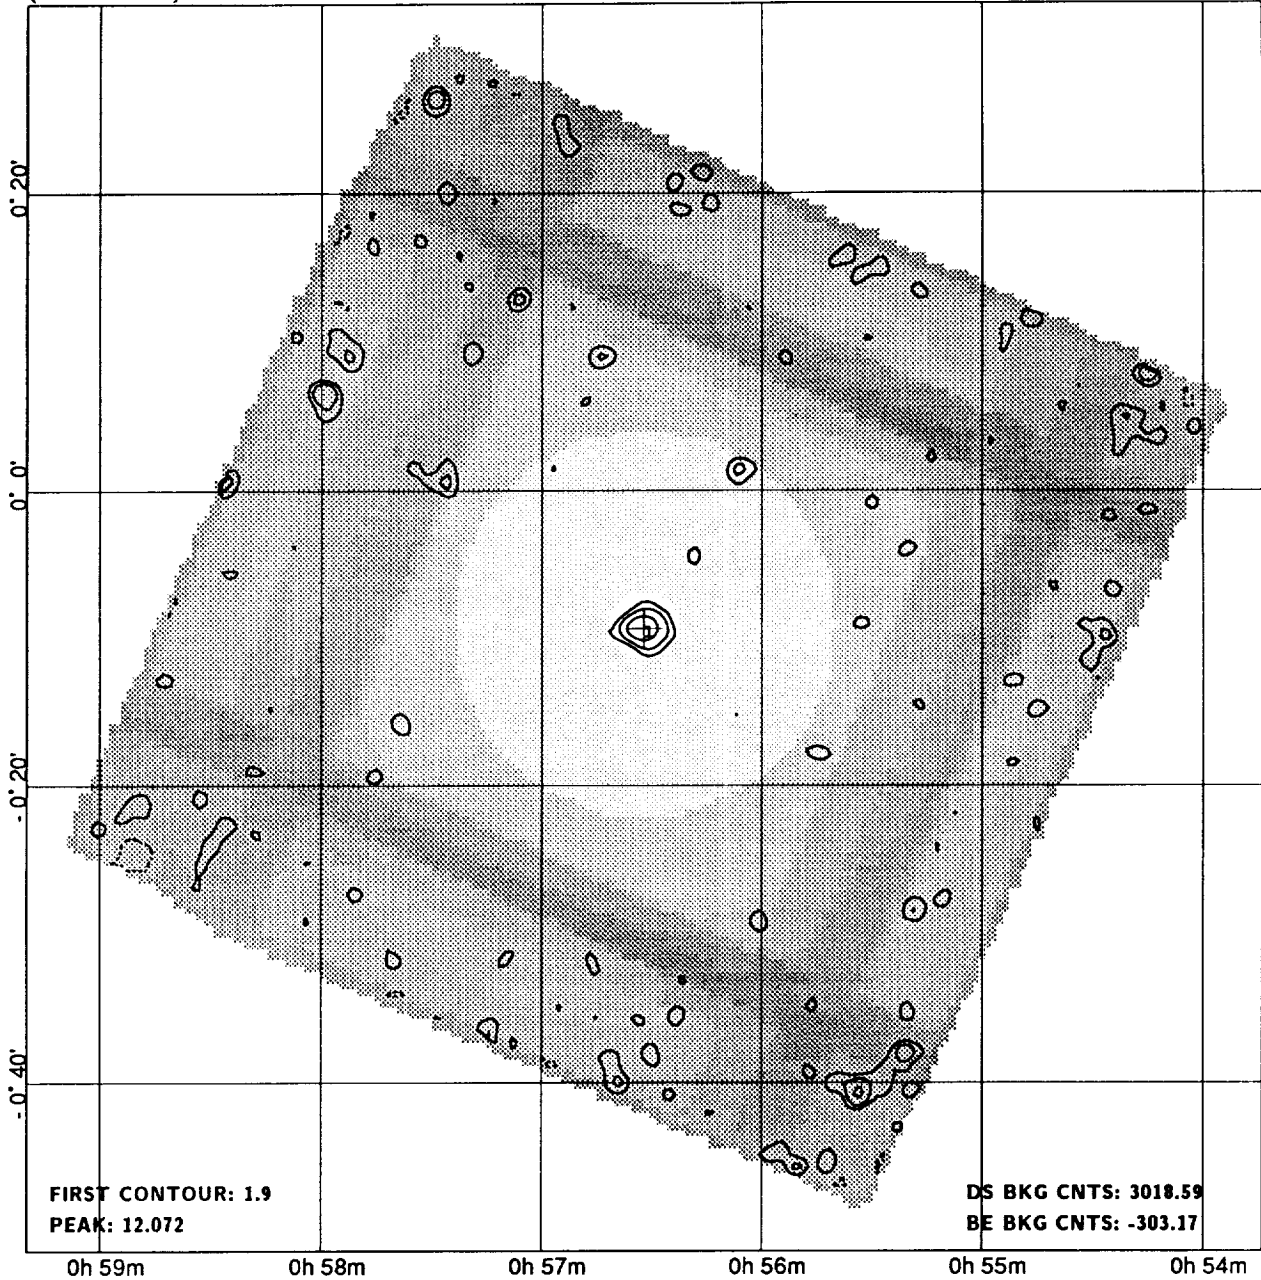 0° 20'
0° 0'
- 0° 20'
- 0° 40'
FIRST CONTOUR: 1.9
PEAK: 12.072
DS BKG CNTS: 3018.59
BE BKG CNTS: -303.17
0h 59m 0h 58m 0h 57m 0h 56m 0h 55m 0h 54m